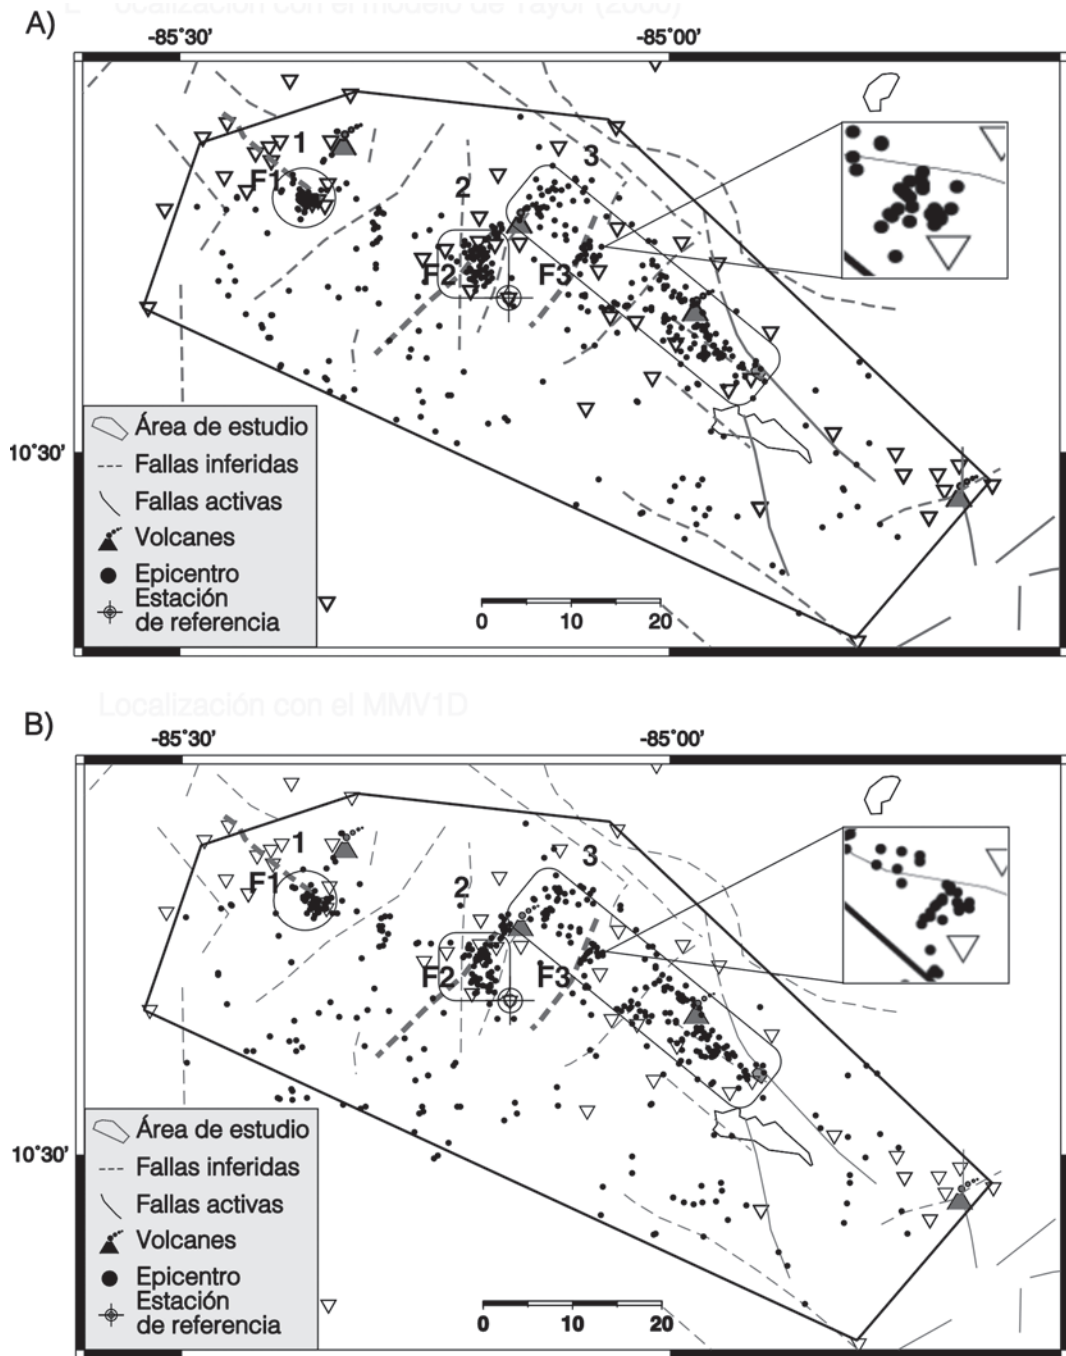 Localización con el modelo de Tayor (2000)
A)
-85°30'
-85°00'
1
3
F1
2
F2
F3
10°30'
Área de estudio
Fallas inferidas
Fallas activas
Volcanes
Epicentro
Estación
de referencia
0 10 20
Localización con el MMV1D
B)
-85°30'
-85°00'
1
3
F1
2
F2
F3
10°30'
Área de estudio
Fallas inferidas
Fallas activas
Volcanes
Epicentro
Estación
de referencia
0 10 20